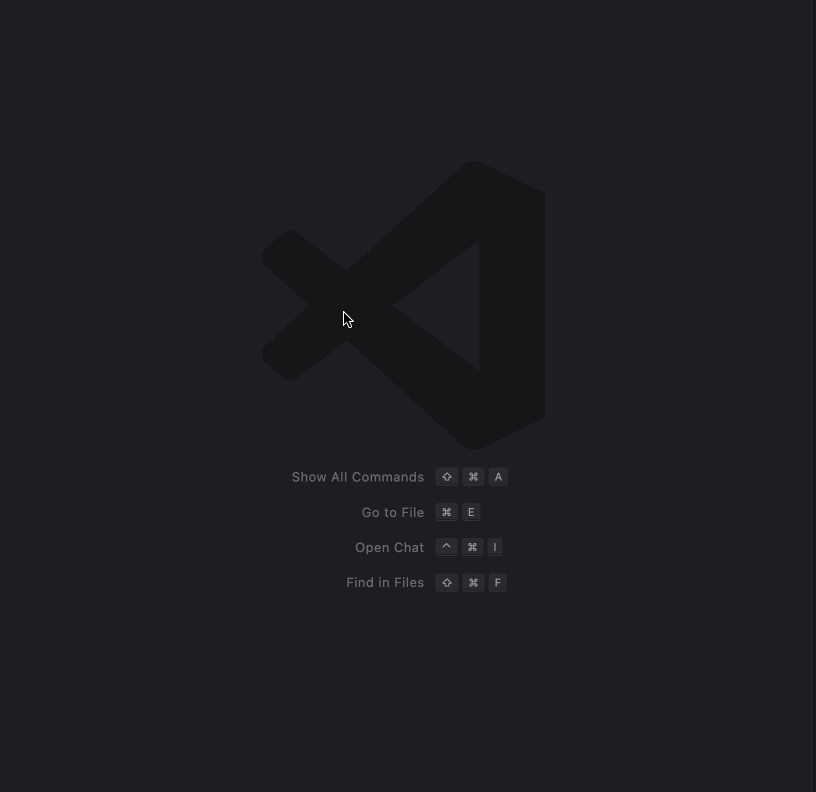 Show All Commands ⇧ ⌘ A
Go to File ⌘ E
Open Chat ^ ⌘ I
Find in Files ⇧ ⌘ F